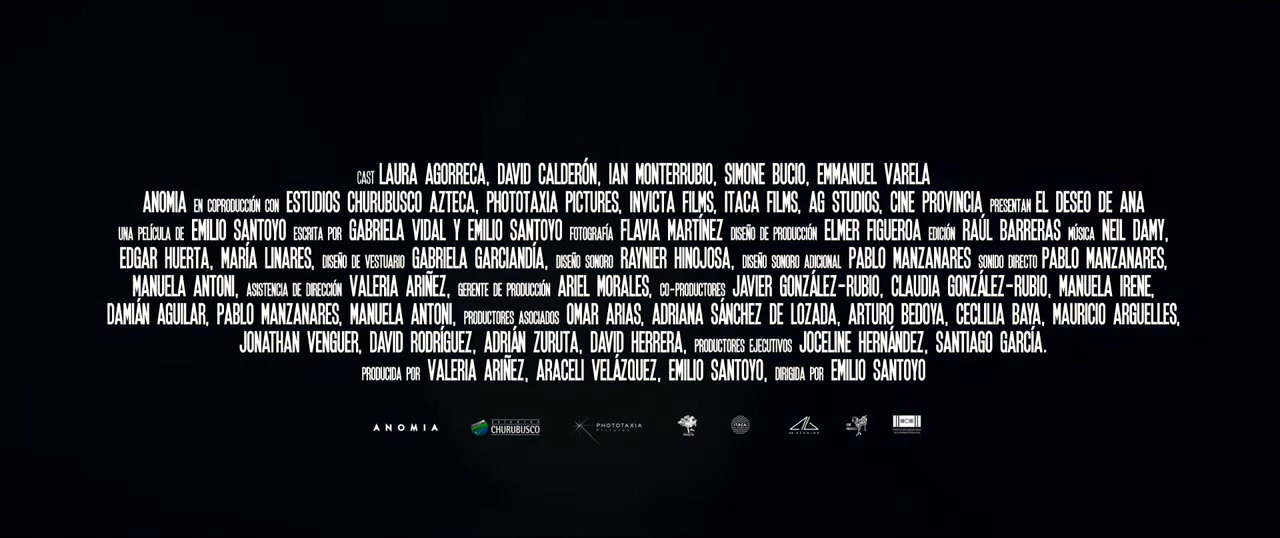 CAST LAURA AGORRECA, DAVID CALDERÓN, IAN MONTERRUBIO, SIMONE BUCIO, EMMANUEL VARELA
ANOMIA EN COPRODUCCIÓN CON ESTUDIOS CHURUBUSCO AZTECA, PHOTOTAXIA PICTURES, INVICTA FILMS, ITACA FILMS, AG STUDIOS, CINE PROVINCIA PRESENTAN EL DESEO DE ANA
UNA PELÍCULA DE EMILIO SANTOYO ESCRITA POR GABRIELA VIDAL Y EMILIO SANTOYO FOTOGRAFÍA FLAVIA MARTÍNEZ DISEÑO DE PRODUCCIÓN ELMER FIGUEROA EDICIÓN RAÚL BARRERAS MÚSICA NEIL DAMY,
EDGAR HUERTA, MARÍA LINARES, DISEÑO DE VESTUARIO GABRIELA GARCIANDÍA, DISEÑO SONORO RAYNIER HINOJOSA, DISEÑO SONORO ADICIONAL PABLO MANZANARES SONIDO DIRECTO PABLO MANZANARES,
MANUELA ANTONI, ASISTENCIA DE DIRECCIÓN VALERIA ARIÑEZ, GERENTE DE PRODUCCIÓN ARIEL MORALES, CO-PRODUCTORES JAVIER GONZÁLEZ-RUBIO, CLAUDIA GONZÁLEZ-RUBIO, MANUELA IRENE,
DAMIÁN AGUILAR, PABLO MANZANARES, MANUELA ANTONI, PRODUCTORES ASOCIADOS OMAR ARIAS, ADRIANA SÁNCHEZ DE LOZADA, ARTURO BEDOYA, CECLILIA BAYA, MAURICIO ARGUELLES,
JONATHAN VENGUER, DAVID RODRÍGUEZ, ADRIÁN ZURUTA, DAVID HERRERA, PRODUCTORES EJECUTIVOS JOCELINE HERNÁNDEZ, SANTIAGO GARCÍA.
PRODUCIDA POR VALERIA ARIÑEZ, ARACELI VELÁZQUEZ, EMILIO SANTOYO, DIRIGIDA POR EMILIO SANTOYO
ANOMIA
ESTUDIOS CHURUBUSCO
PHOTOTAXIA Pictures
ITACA
AG STUDIOS